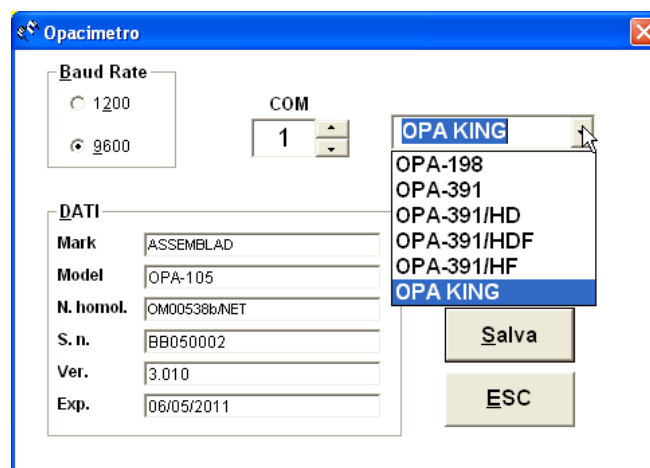 Opacimetro
Baud Rate
1200
9600
COM
1
OPA KING
OPA-198
OPA-391
OPA-391/HD
OPA-391/HDF
OPA-391/HF
OPA KING
DATI
Mark ASSEMBLAD
Model OPA-105
N. homol. OM00538b/NET
S. n. BB050002
Ver. 3.010
Exp. 06/05/2011
Salva
ESC